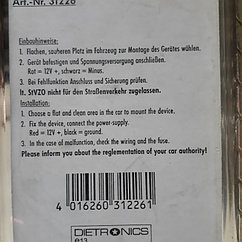 Art.-Nr. 31226
Einbauhinweise:
1. Flachen, sauberen Platz im Fahrzeug zur Montage des Gerätes wählen.
2. Gerät befestigen und Spannungsversorgung anschließen.
Rot = 12V +, schwarz = Minus.
3. Bei Fehlfunktion Anschluss und Sicherung prüfen.
lt. StVZO nicht für den Straßenverkehr zugelassen.
Installation:
1. Choose a flat and clean area in the car to mount the device.
2. Fix the device, connect the power-supply.
Red = 12V +, black = ground.
3. In the case of malfunction, check the wiring and the fuse.
Please inform you about the reglementation of your car authority!
4 016260 312261
DIETRONICS
e13